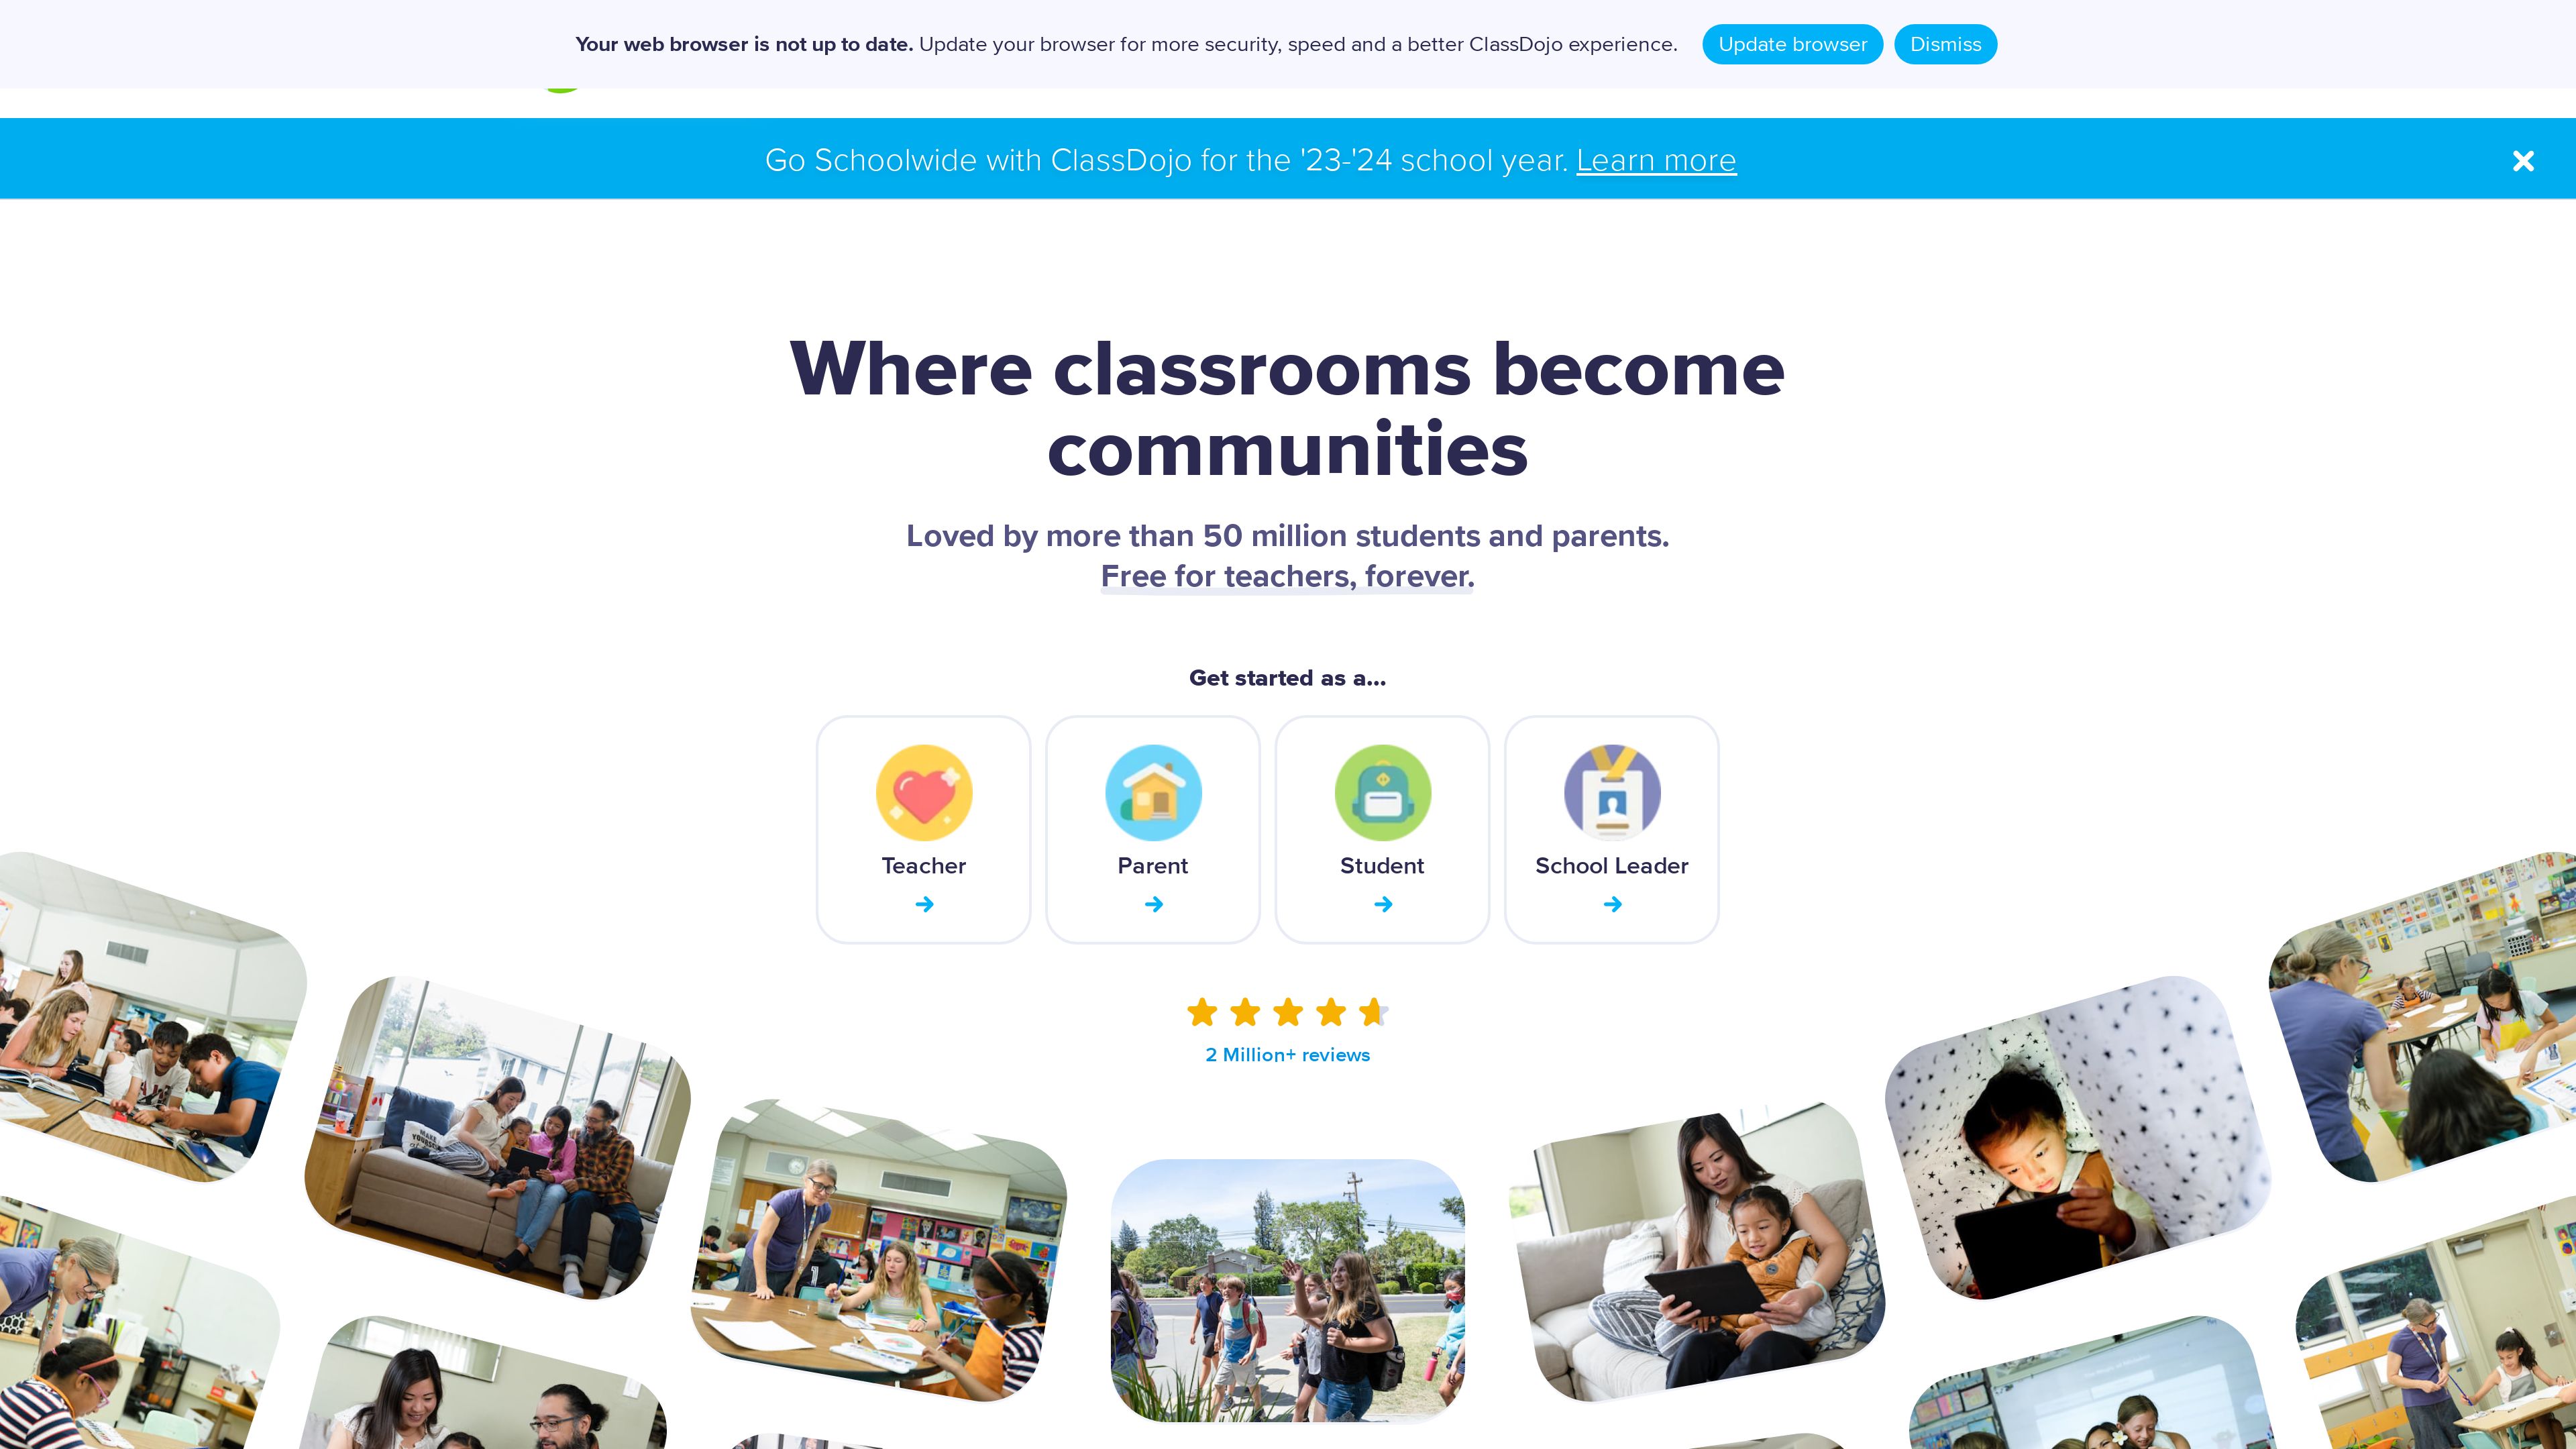 Your web browser is not up to date. Update your browser for more security, speed and a better ClassDojo experience. Update browser Dismiss
Go Schoolwide with ClassDojo for the '23-'24 school year. Learn more
Where classrooms become
communities
Loved by more than 50 million students and parents.
Free for teachers, forever.
Get started as a...
Teacher Parent Student School Leader
2 Million+ reviews